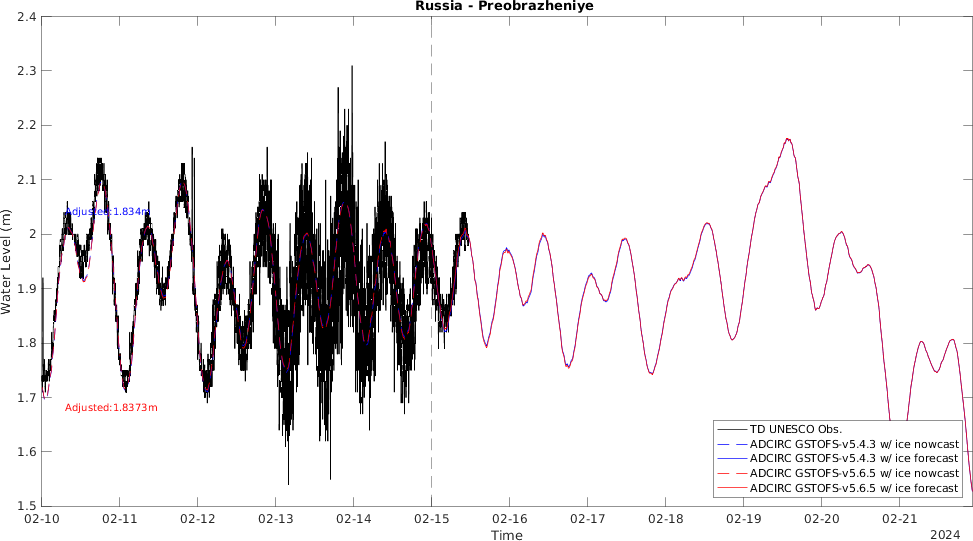 Russia - Preobrazheniye
Water Level (m)
2.4
2.3
2.2
2.1
2
1.9
1.8
1.7
1.6
1.5
Adjusted:1.834m
Adjusted:1.8373m
TD UNESCO Obs.
ADCIRC GSTOFS-v5.4.3 w/ ice nowcast
ADCIRC GSTOFS-v5.4.3 w/ ice forecast
ADCIRC GSTOFS-v5.6.5 w/ ice nowcast
ADCIRC GSTOFS-v5.6.5 w/ ice forecast
02-10 02-11 02-12 02-13 02-14 02-15 02-16 02-17 02-18 02-19 02-20 02-21
Time
2024